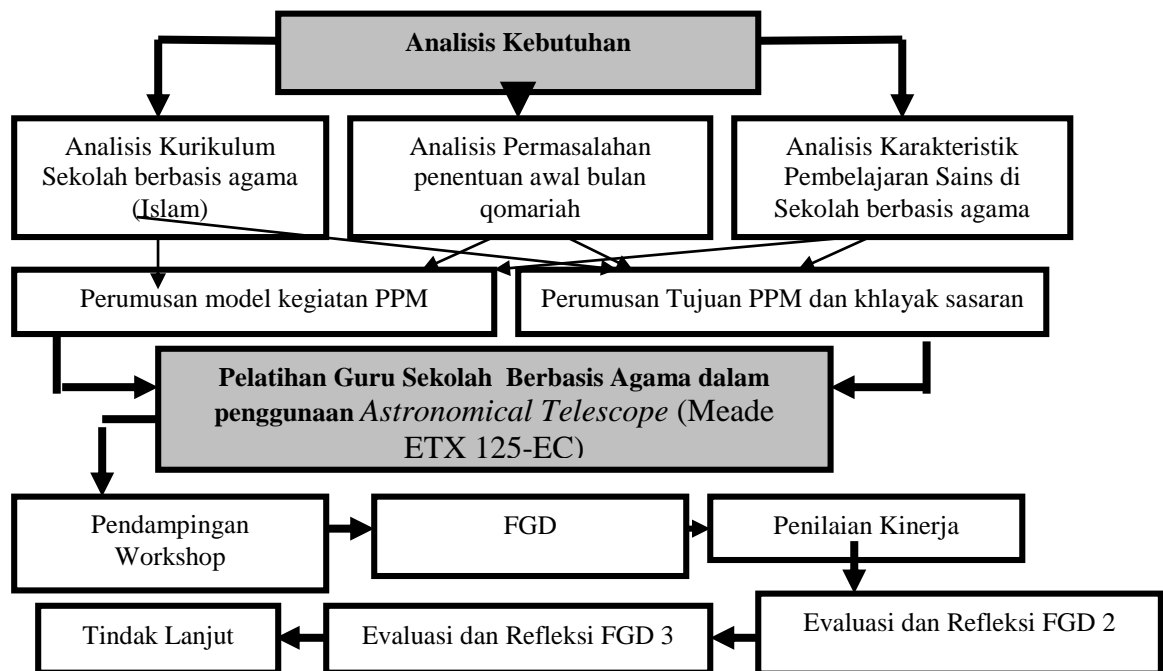 Analisis Kebutuhan
Analisis Kurikulum
Sekolah berbasis agama
(Islam)
Analisis Permasalahan
penentuan awal bulan
qomariah
Analisis Karakteristik
Pembelajaran Sains di
Sekolah berbasis agama
Perumusan model kegiatan PPM
Perumusan Tujuan PPM dan khlayak sasaran
Pelatihan Guru Sekolah Berbasis Agama dalam
penggunaan Astronomical Telescope (Meade
ETX 125-EC)
Pendampingan
Workshop
FGD
Penilaian Kinerja
Tindak Lanjut
Evaluasi dan Refleksi FGD 3
Evaluasi dan Refleksi FGD 2